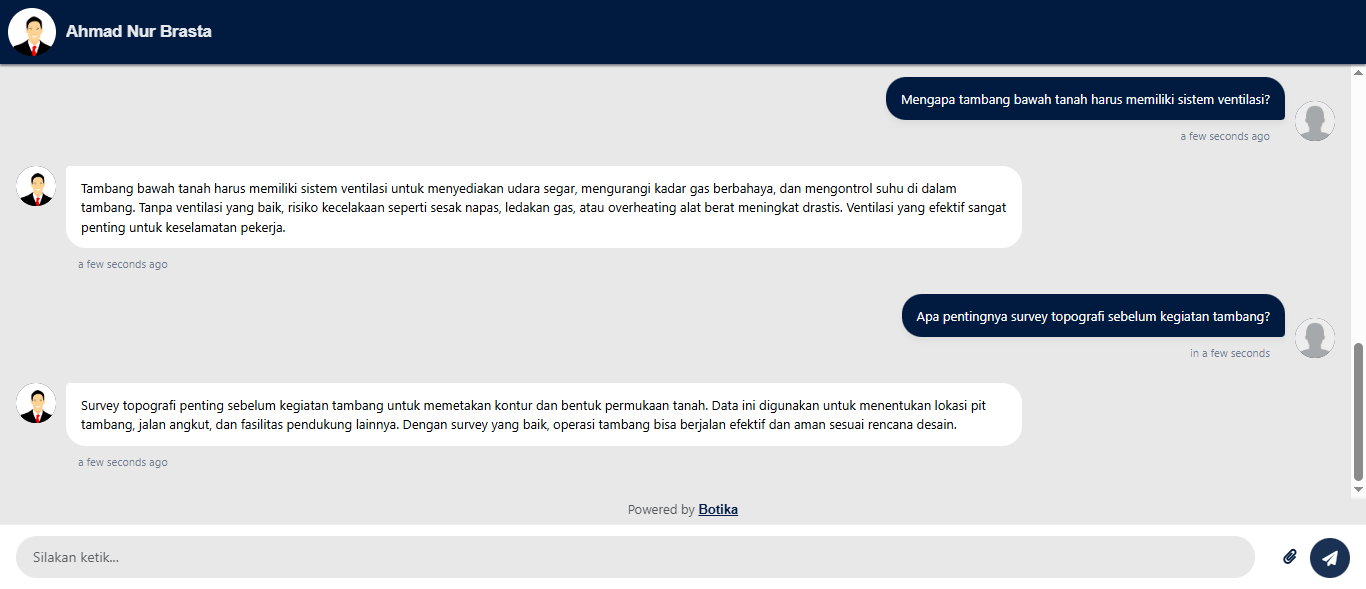 Ahmad Nur Brasta
Mengapa tambang bawah tanah harus memiliki sistem ventilasi?
a few seconds ago
Tambang bawah tanah harus memiliki sistem ventilasi untuk menyediakan udara segar, mengurangi kadar gas berbahaya, dan mengontrol suhu di dalam
tambang. Tanpa ventilasi yang baik, risiko kecelakaan seperti sesak napas, ledakan gas, atau overheating alat berat meningkat drastis. Ventilasi yang efektif sangat
penting untuk keselamatan pekerja.
a few seconds ago
Apa pentingnya survey topografi sebelum kegiatan tambang?
in a few seconds
Survey topografi penting sebelum kegiatan tambang untuk memetakan kontur dan bentuk permukaan tanah. Data ini digunakan untuk menentukan lokasi pit
tambang, jalan angkut, dan fasilitas pendukung lainnya. Dengan survey yang baik, operasi tambang bisa berjalan efektif dan aman sesuai rencana desain.
a few seconds ago
Powered by Botika
Silakan ketik...